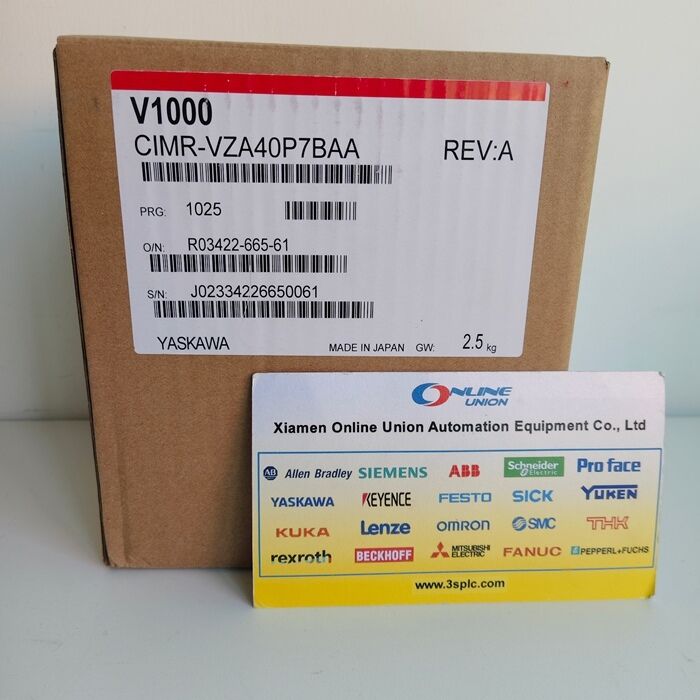 V1000
CIMR-VZA40P7BAA REV:A
PRG: 1025
O/N: R03422-665-61
S/N: J02334226650061
YASKAWA MADE IN JAPAN GW: 2.5 kg
ONLINE
UNION
Xiamen Online Union Automation Equipment Co., Ltd
AB Allen Bradley SIEMENS ABB Schneider Electric Pro face
YASKAWA KEYENCE FESTO SICK YUKEN
KUKA Lenze OMRON SMC THK
rexroth BECKHOFF MITSUBISHI ELECTRIC FANUC PEPPERL+FUCHS
www.3splc.com